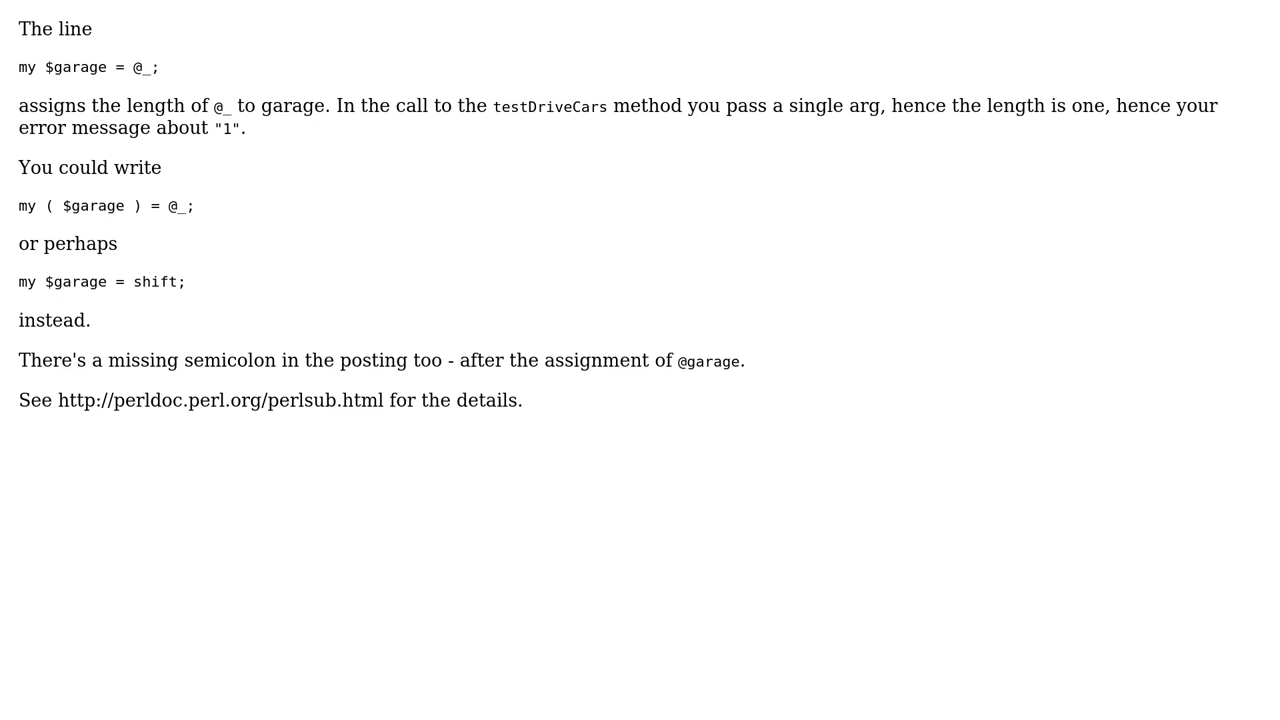 The line
my $garage = @_;
assigns the length of @_ to garage. In the call to the testDriveCars method you pass a single arg, hence the length is one, hence your
error message about "1".
You could write
my ( $garage ) = @_;
or perhaps
my $garage = shift;
instead.
There's a missing semicolon in the posting too - after the assignment of @garage.
See http://perldoc.perl.org/perlsub.html for the details.